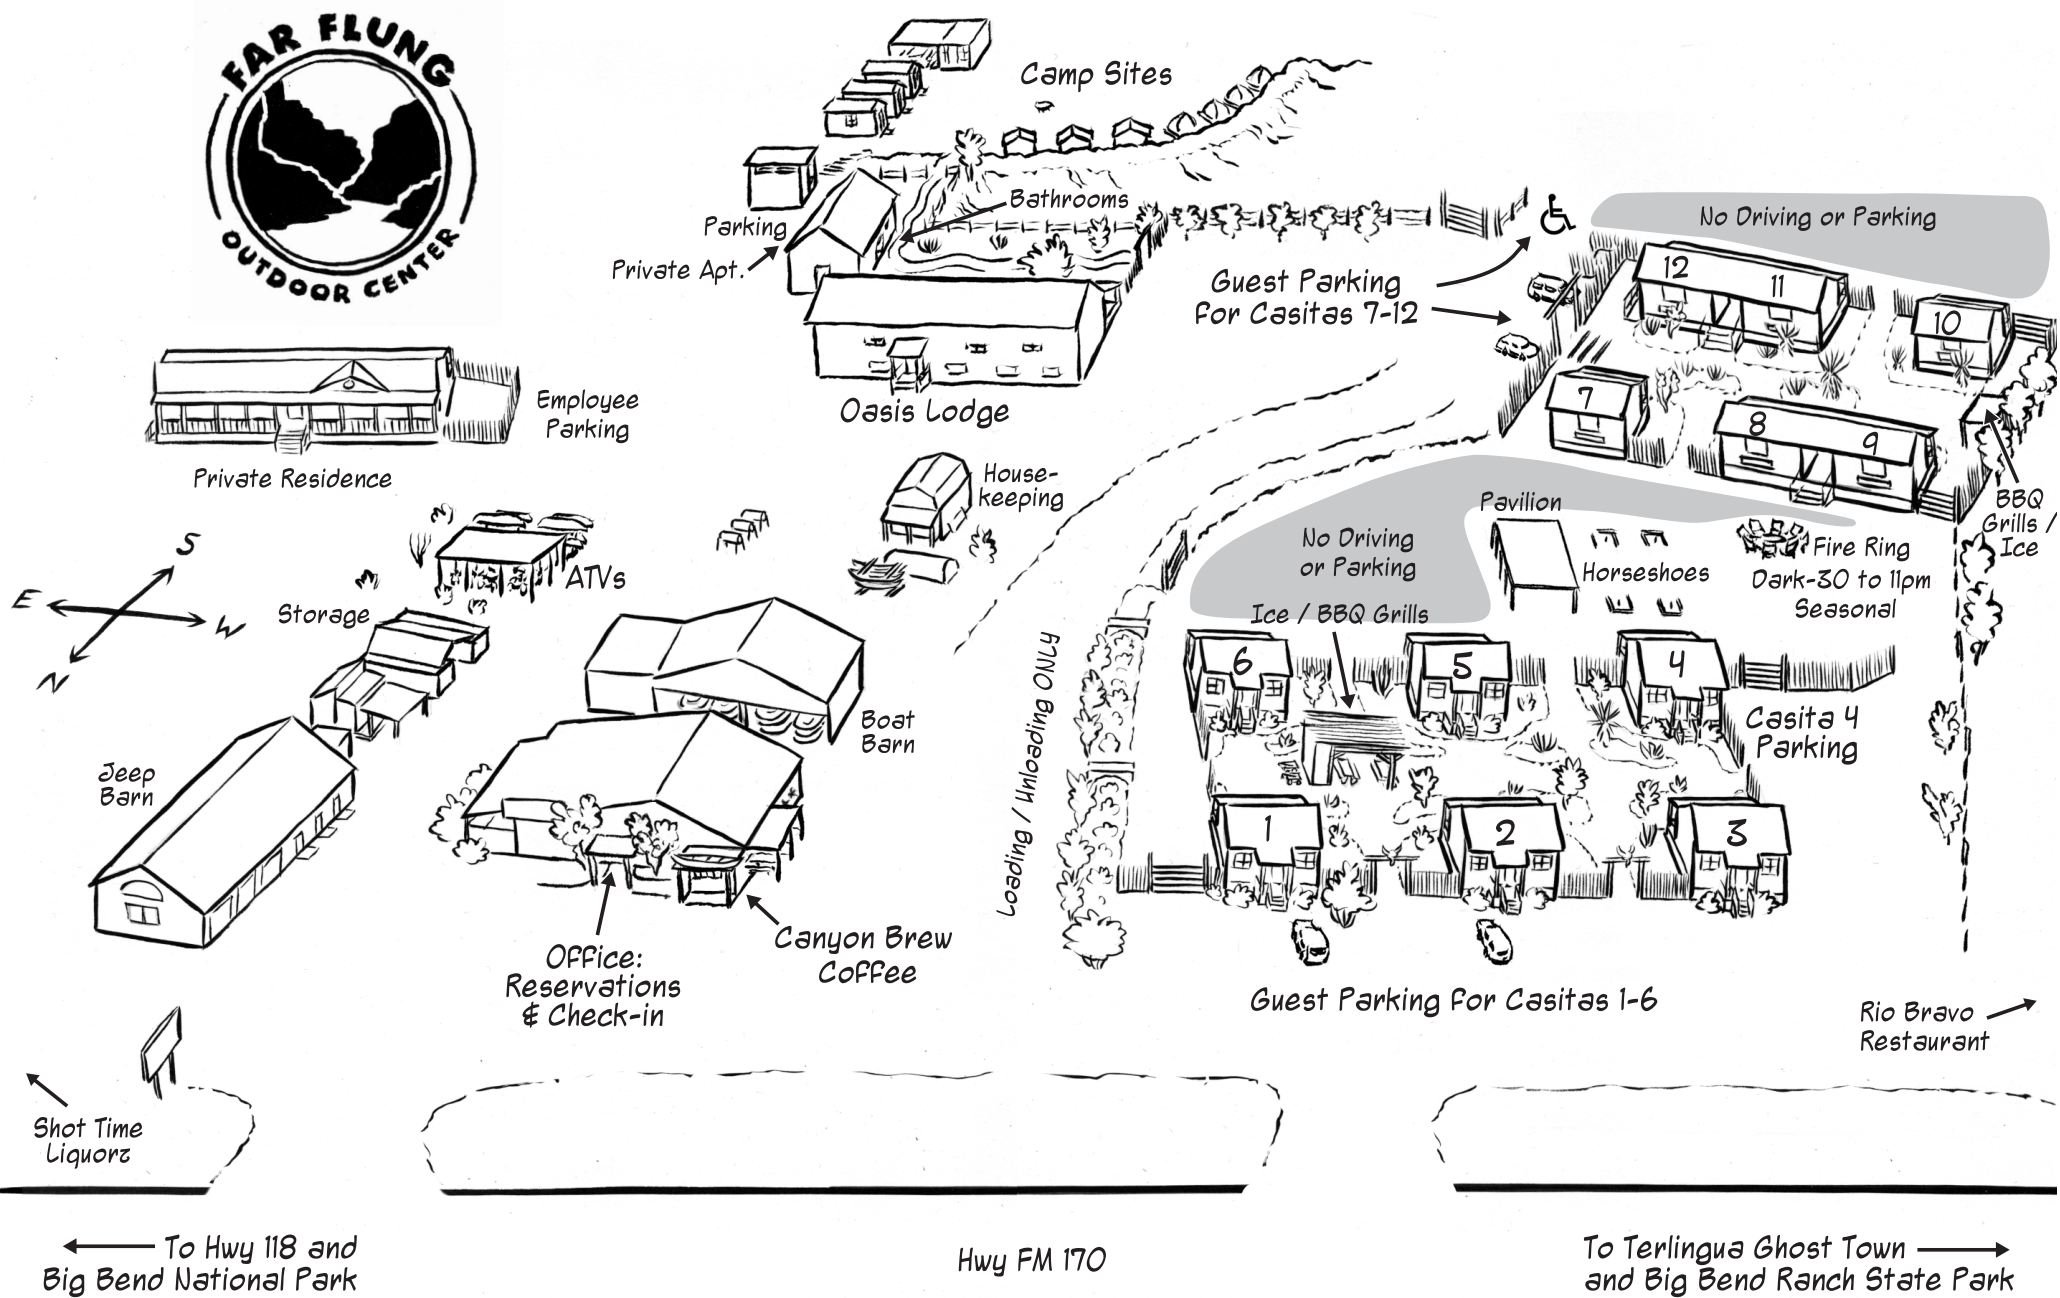 FAR FLUNG
OUTDOOR CENTER
Camp Sites
Bathrooms
Parking
Private Apt.
No Driving or Parking
Guest Parking
for Casitas 7-12
12
11
10
7
8
9
Oasis Lodge
Employee
Parking
Private Residence
House-
keeping
BBQ
Grills /
Ice
Pavilion
No Driving
or Parking
Horseshoes
Fire Ring
Dark-30 to 11pm
Seasonal
Ice / BBQ Grills
S
E
W
N
ATVs
Storage
Loading / Unloading ONLY
6
5
4
Casita 4
Parking
Boat
Barn
Jeep
Barn
1
2
3
Canyon Brew
Coffee
Office:
Reservations
& Check-in
Guest Parking for Casitas 1-6
Rio Bravo
Restaurant
Shot Time
Liquorz
To Hwy 118 and
Big Bend National Park
Hwy FM 170
To Terlingua Ghost Town
and Big Bend Ranch State Park